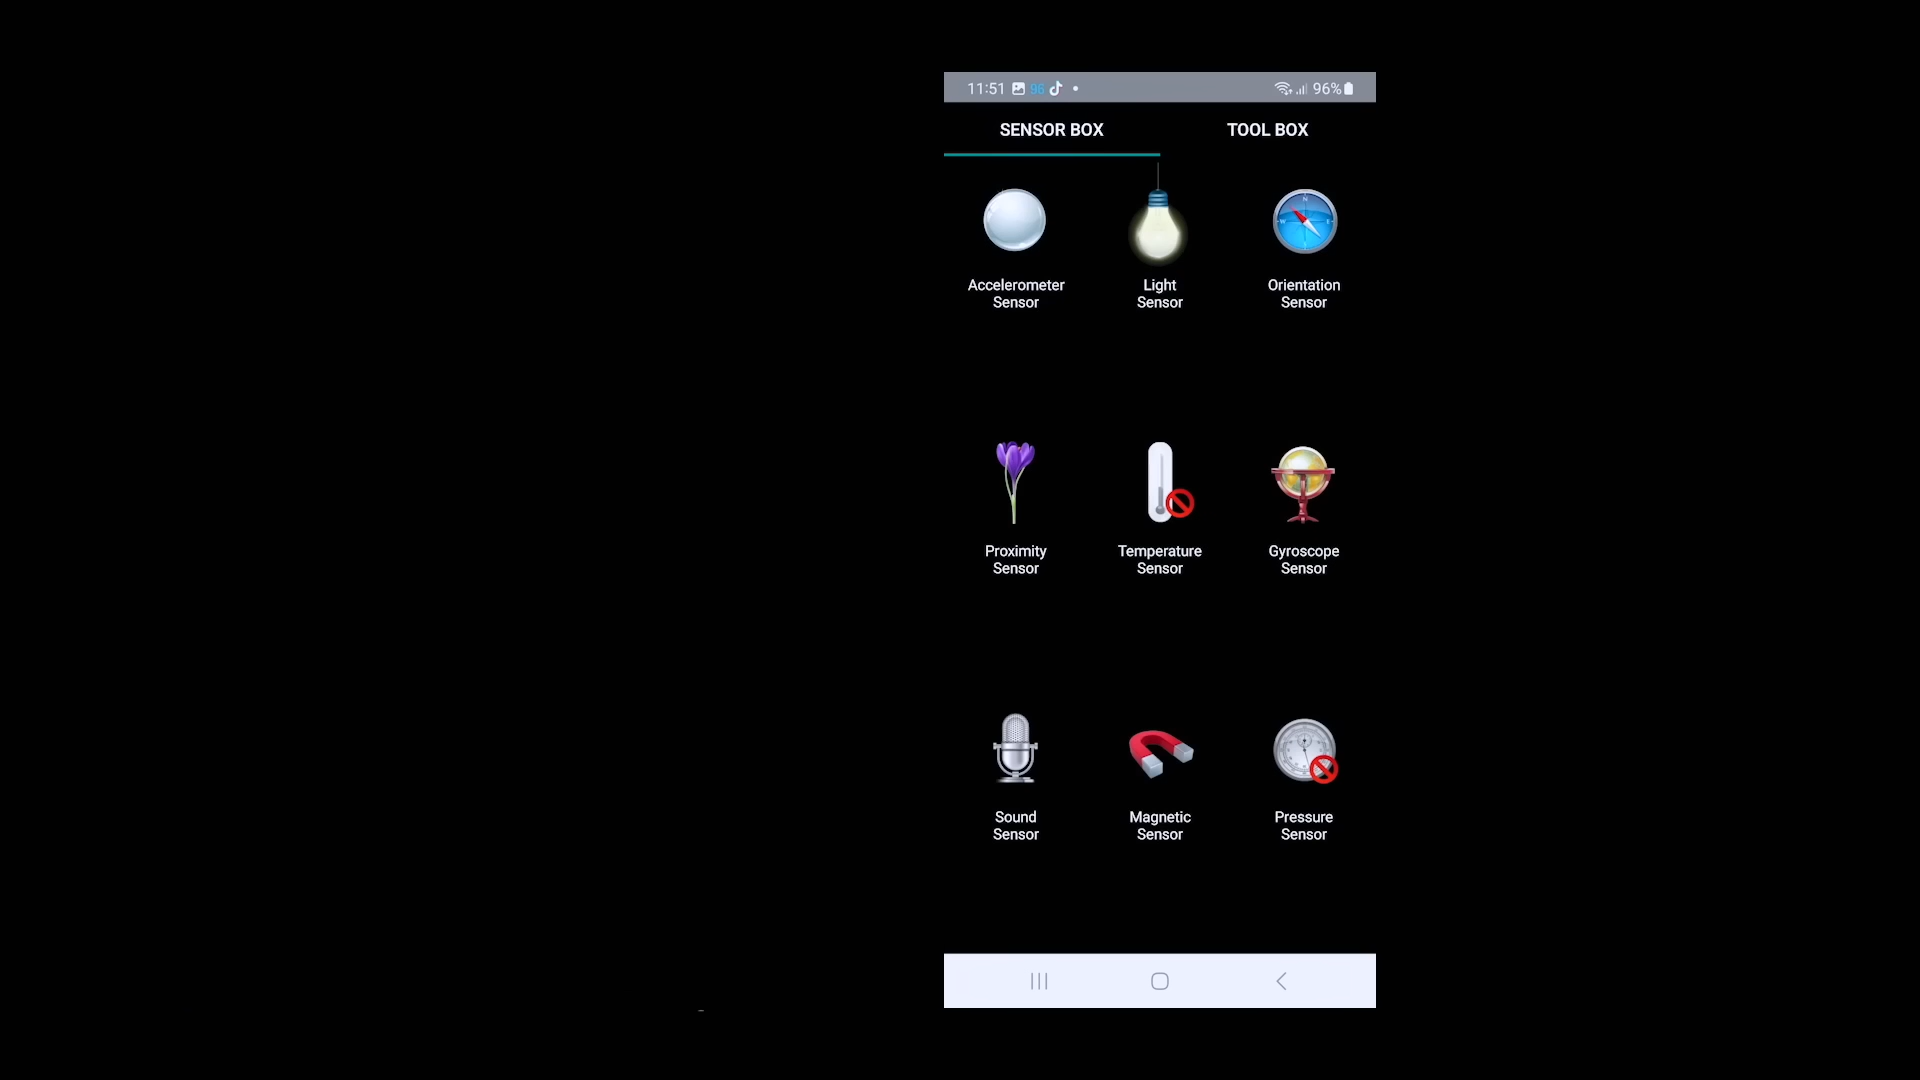 11:51 96 96%
SENSOR BOX TOOL BOX
Accelerometer Sensor
Light Sensor
Orientation Sensor
Proximity Sensor
Temperature Sensor
Gyroscope Sensor
Sound Sensor
Magnetic Sensor
Pressure Sensor